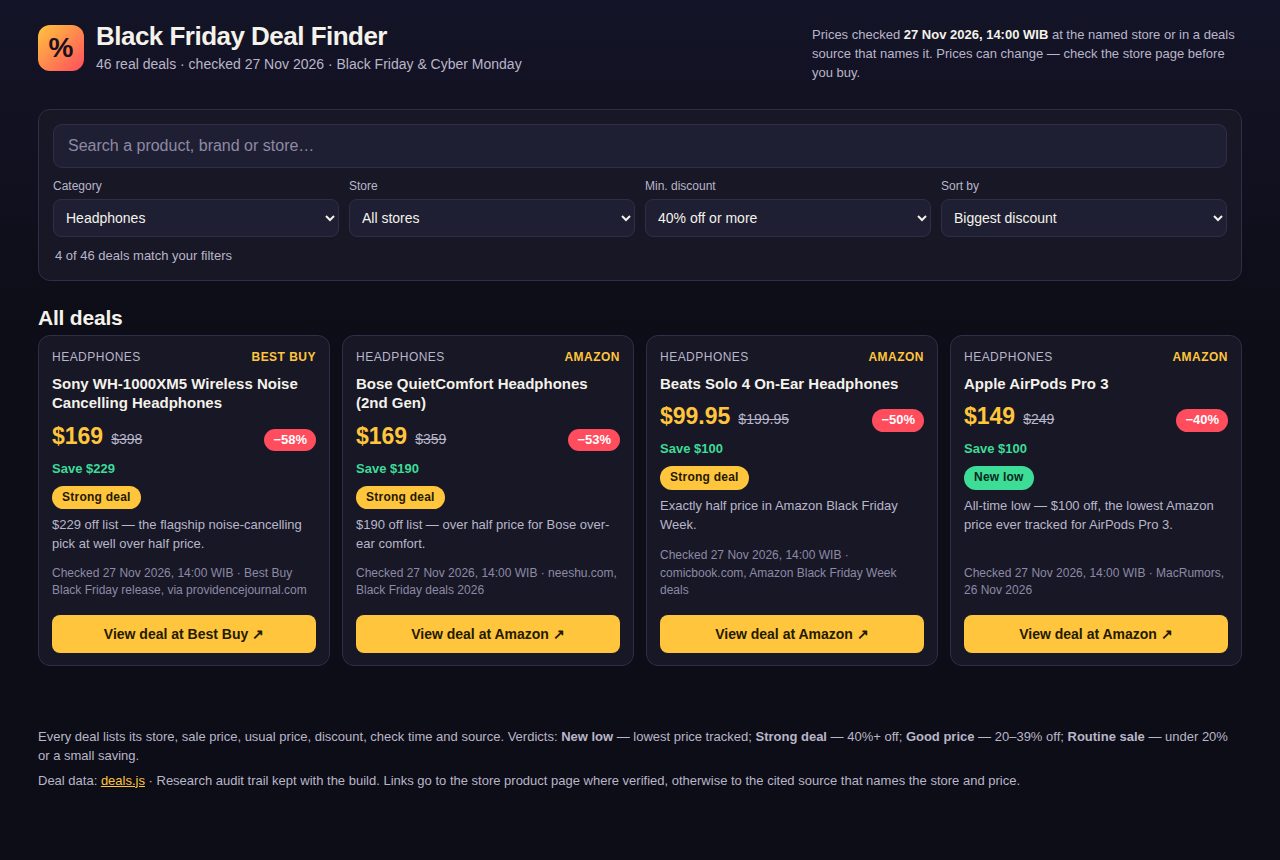 %
Black Friday Deal Finder
46 real deals · checked 27 Nov 2026 · Black Friday & Cyber Monday
Prices checked 27 Nov 2026, 14:00 WIB at the named store or in a deals
source that names it. Prices can change — check the store page before
you buy.
Search a product, brand or store…
Category
Store
Min. discount
Sort by
Headphones
All stores
40% off or more
Biggest discount
4 of 46 deals match your filters
All deals
HEADPHONES
BEST BUY
Sony WH-1000XM5 Wireless Noise
Cancelling Headphones
$169 $398
−58%
Save $229
Strong deal
$229 off list — the flagship noise-cancelling
pick at well over half price.
Checked 27 Nov 2026, 14:00 WIB · Best Buy
Black Friday release, via providencejournal.com
View deal at Best Buy ↗
HEADPHONES
AMAZON
Bose QuietComfort Headphones
(2nd Gen)
$169 $359
−53%
Save $190
Strong deal
$190 off list — over half price for Bose over-
ear comfort.
Checked 27 Nov 2026, 14:00 WIB · neeshu.com,
Black Friday deals 2026
View deal at Amazon ↗
HEADPHONES
AMAZON
Beats Solo 4 On-Ear Headphones
$99.95 $199.95
−50%
Save $100
Strong deal
Exactly half price in Amazon Black Friday
Week.
Checked 27 Nov 2026, 14:00 WIB ·
comicbook.com, Amazon Black Friday Week
deals
View deal at Amazon ↗
HEADPHONES
AMAZON
Apple AirPods Pro 3
$149 $249
−40%
Save $100
New low
All-time low — $100 off, the lowest Amazon
price ever tracked for AirPods Pro 3.
Checked 27 Nov 2026, 14:00 WIB · MacRumors,
26 Nov 2026
View deal at Amazon ↗
Every deal lists its store, sale price, usual price, discount, check time and source. Verdicts: New low — lowest price tracked; Strong deal — 40%+ off; Good price — 20–39% off; Routine sale — under 20%
or a small saving.
Deal data: deals.js · Research audit trail kept with the build. Links go to the store product page where verified, otherwise to the cited source that names the store and price.